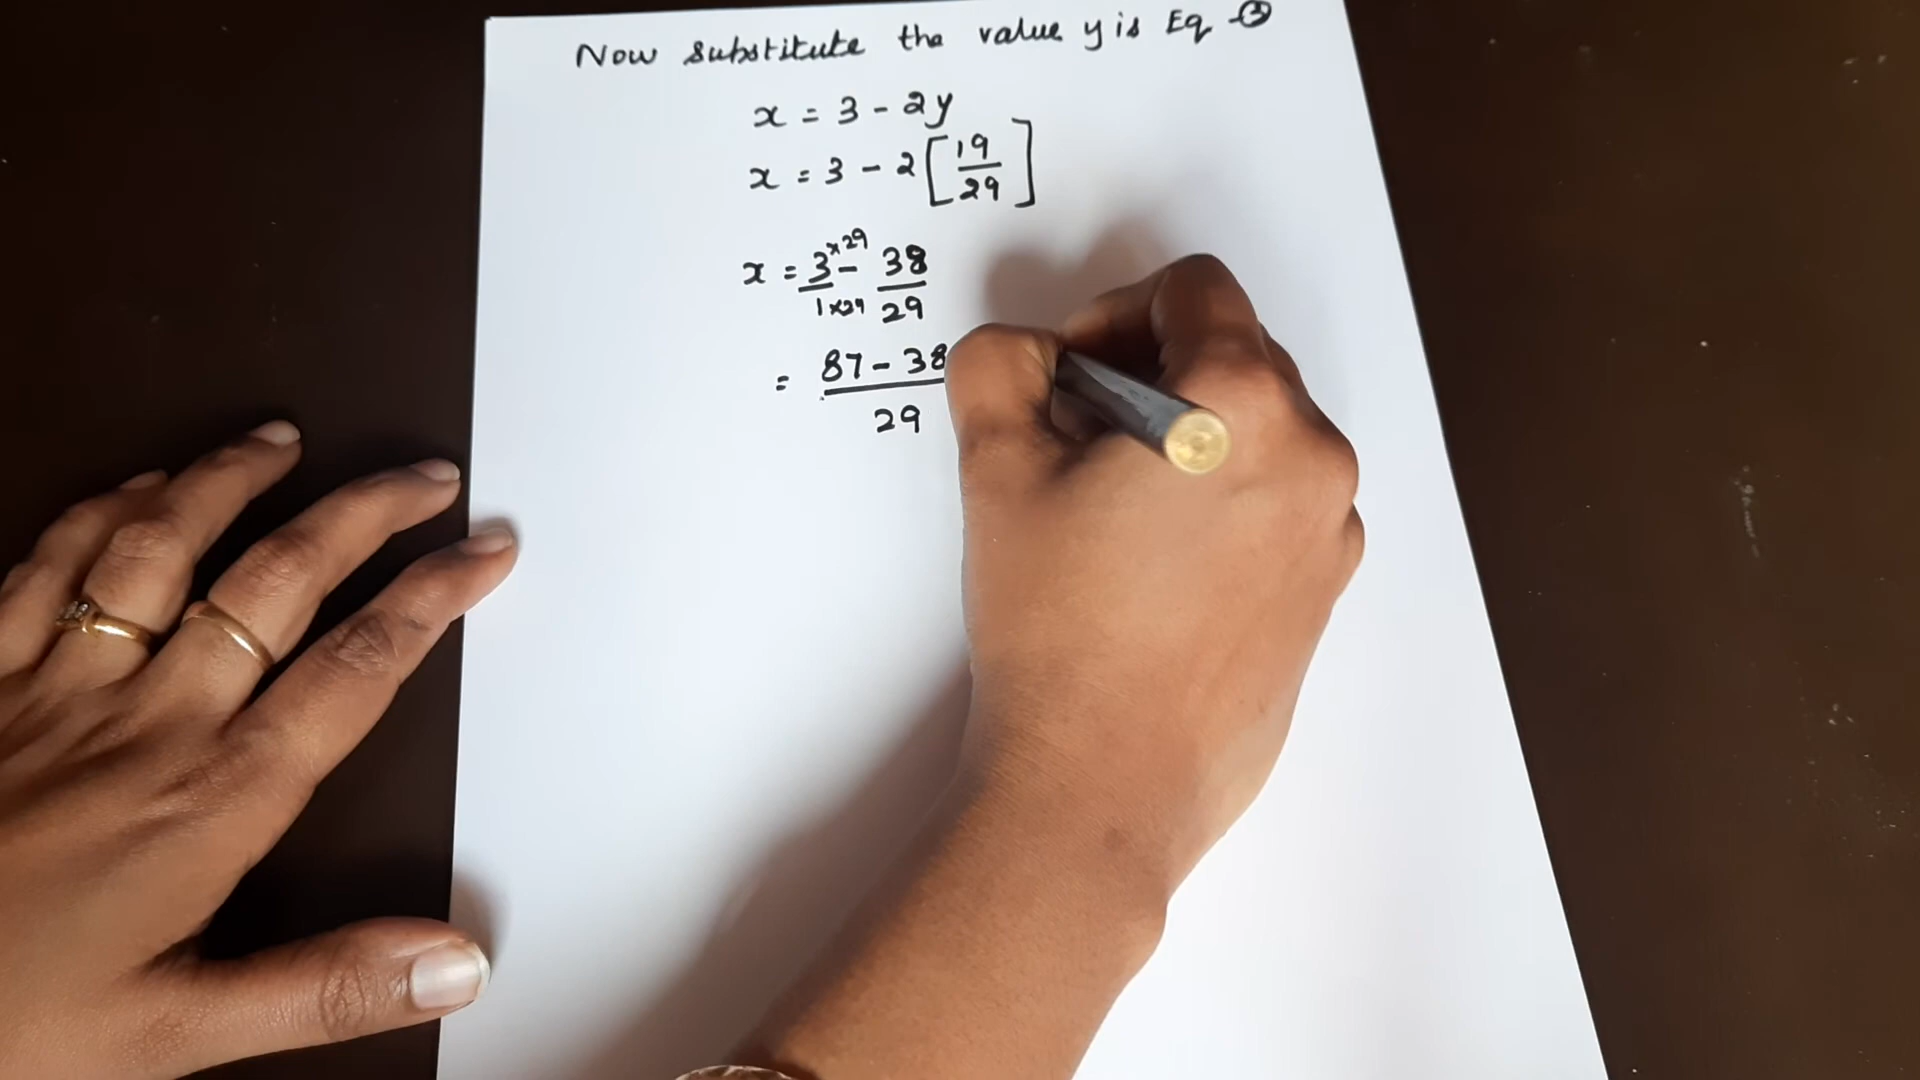 Now substitute the value y is Eq -③
x = 3 - 2y
x = 3 - 2[19/29]
x = 3×29/1×29 - 38/29
= 87 - 38/29